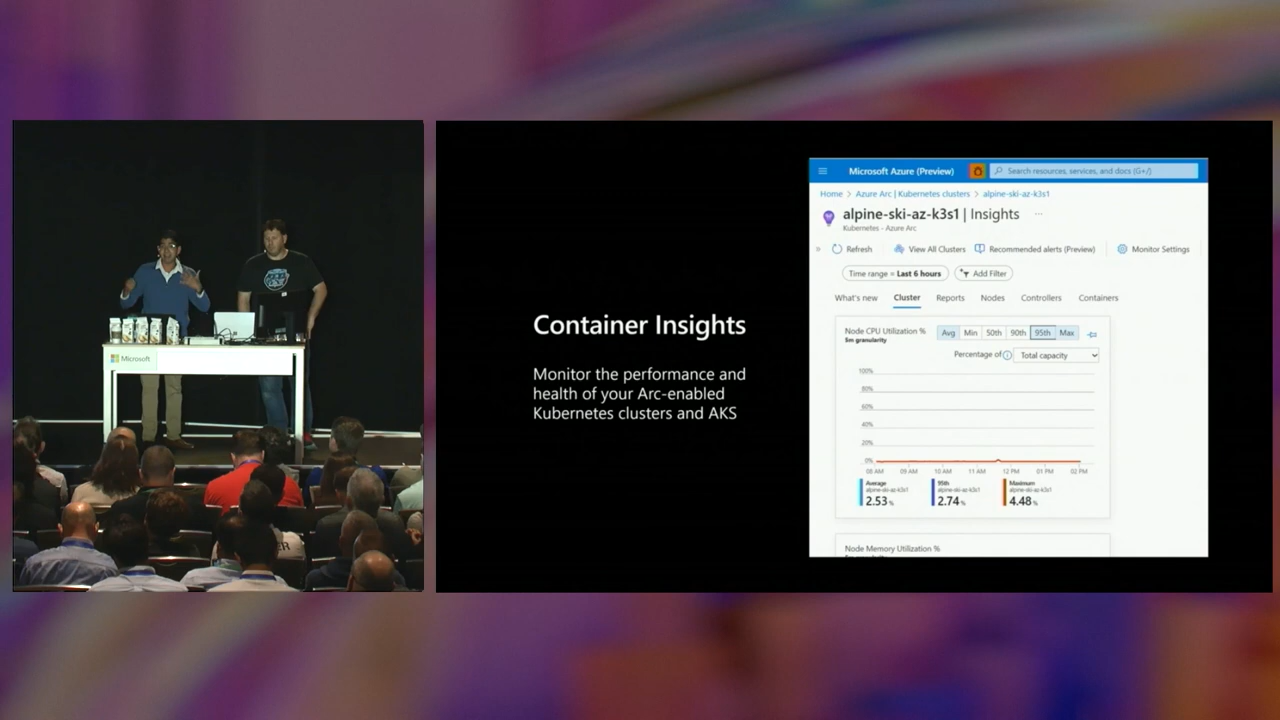 Microsoft
Container Insights
Monitor the performance and
health of your Arc-enabled
Kubernetes clusters and AKS
Microsoft Azure (Preview)
Search resources, services, and docs (G+/)
Home > Azure Arc | Kubernetes clusters > alpine-ski-az-k3s1
alpine-ski-az-k3s1 | Insights ...
Kubernetes - Azure Arc
» Refresh View All Clusters Recommended alerts (Preview) Monitor Settings
Time range = Last 6 hours Add Filter
What's new Cluster Reports Nodes Controllers Containers
Node CPU Utilization % Avg Min 50th 90th 95th Max
5m granularity
Percentage of Total capacity
100%
80%
60%
40%
20%
0%
08 AM 09 AM 10 AM 11 AM 12 PM 01 PM 02 PM
Average 95th Maximum
alpine-ski-az-k3s1 alpine-ski-az-k3s1 alpine-ski-az-k3s1
2.53 % 2.74 % 4.48 %
Node Memory Utilization %